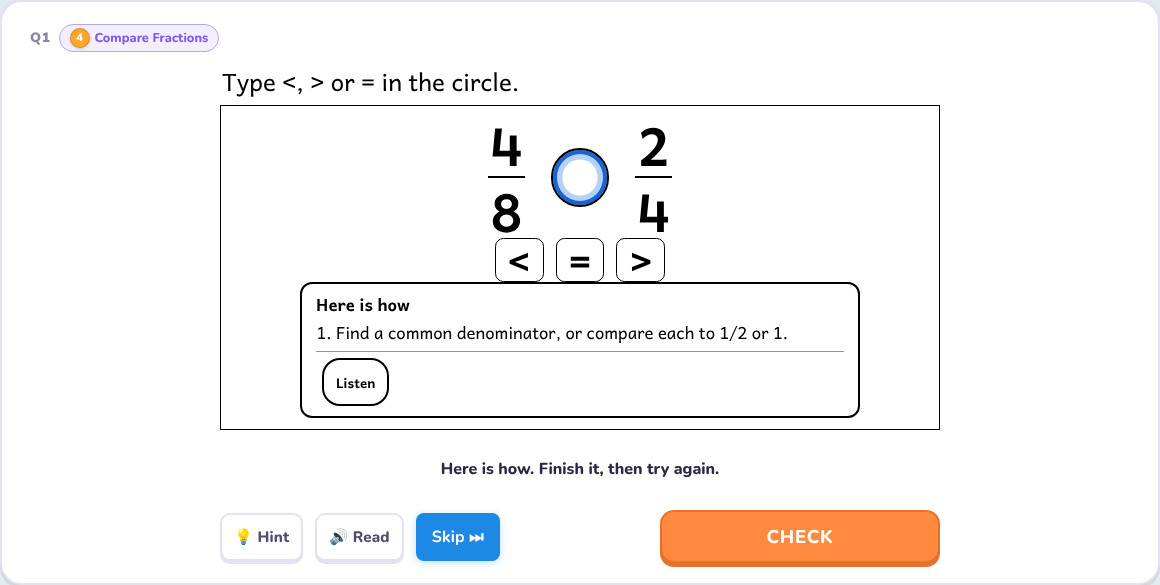 Q1 4 Compare Fractions
Type <, > or = in the circle.
4 2
8 4
< = >
Here is how
1. Find a common denominator, or compare each to 1/2 or 1.
Listen
Here is how. Finish it, then try again.
💡 Hint 🔊 Read Skip ⏭ CHECK